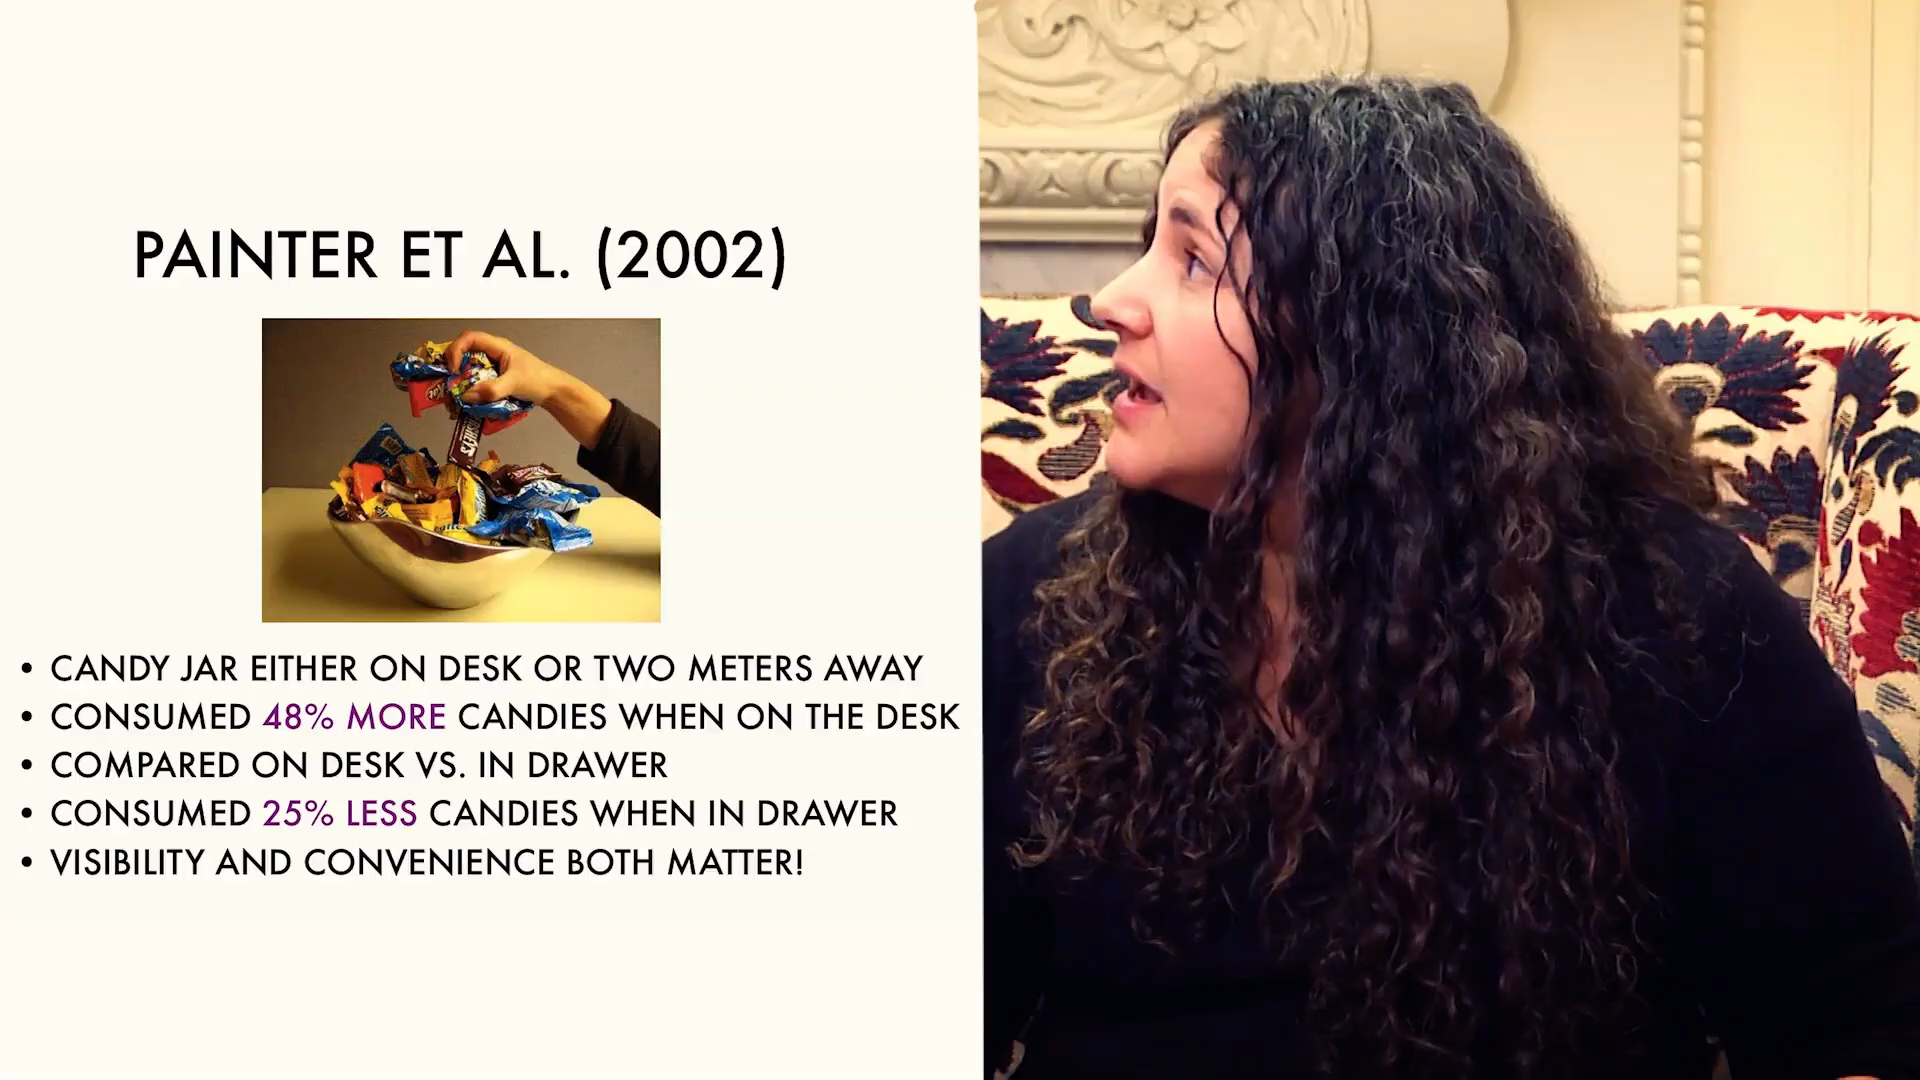 PAINTER ET AL. (2002)
HERSHEY'S
• CANDY JAR EITHER ON DESK OR TWO METERS AWAY
• CONSUMED 48% MORE CANDIES WHEN ON THE DESK
• COMPARED ON DESK VS. IN DRAWER
• CONSUMED 25% LESS CANDIES WHEN IN DRAWER
• VISIBILITY AND CONVENIENCE BOTH MATTER!